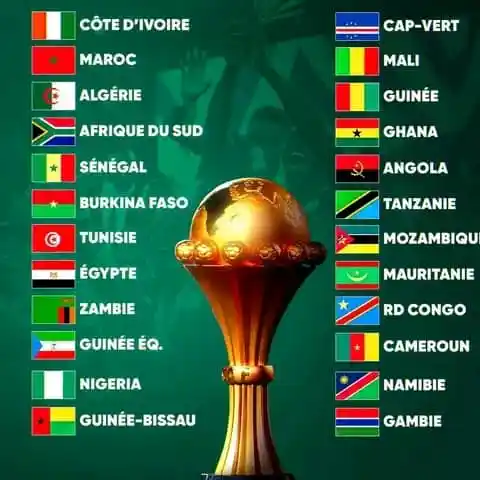 CÔTE D'IVOIRE
MAROC
ALGÉRIE
AFRIQUE DU SUD
SÉNÉGAL
BURKINA FASO
TUNISIE
ÉGYPTE
ZAMBIE
GUINÉE ÉQ.
NIGERIA
GUINÉE-BISSAU
CAP-VERT
MALI
GUINÉE
GHANA
ANGOLA
TANZANIE
MOZAMBIQU
MAURITANIE
RD CONGO
CAMEROUN
NAMIBIE
GAMBIE